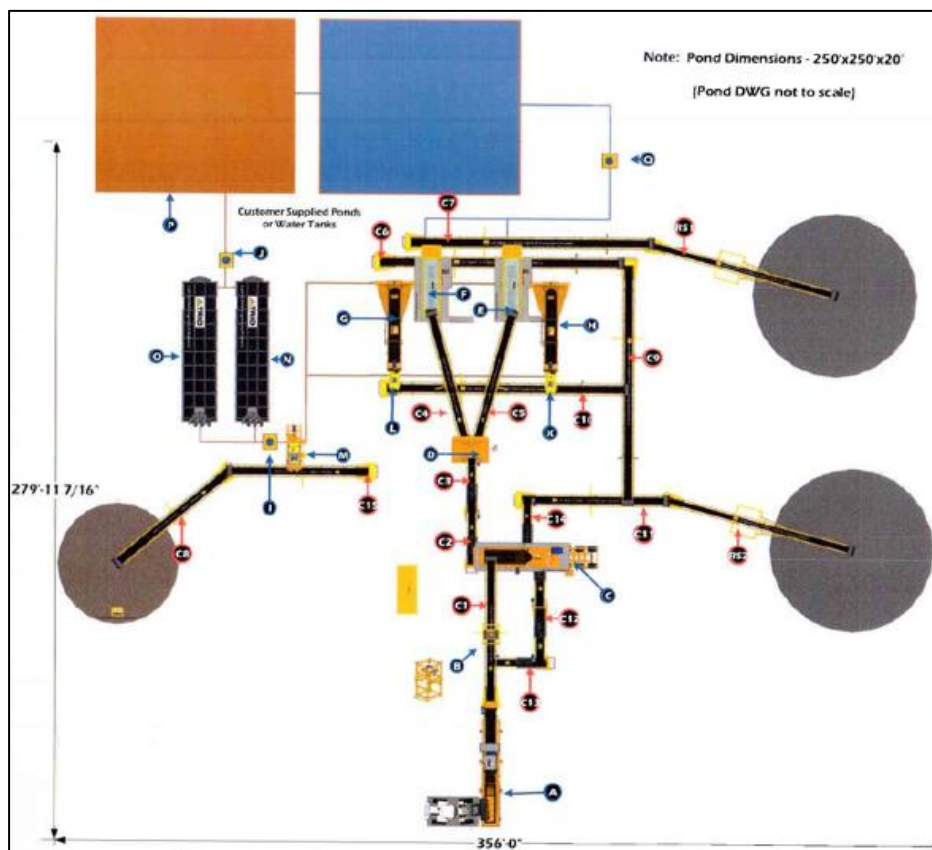 Note: Pond Dimensions - 250'x250'x20'
(Pond DWG not to scale)
Q
P
Customer Supplied Ponds
or Water Tanks
C7
C6
RS1
J
F
G
E
H
TRIO
TRIO
O
N
C9
L
C4
C5
K
C10
D
I
M
279'-11 7/16"
C3
C15
C14
C11
C8
C2
RS2
C
C1
C12
B
C13
A
356'-0"